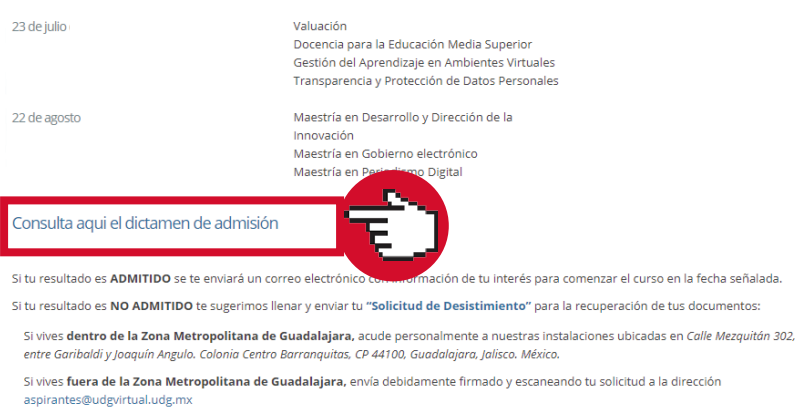 23 de julio
Valuación
Docencia para la Educación Media Superior
Gestión del Aprendizaje en Ambientes Virtuales
Transparencia y Protección de Datos Personales
22 de agosto
Maestría en Desarrollo y Dirección de la
Innovación
Maestría en Gobierno electrónico
Maestría en Periodismo Digital
Consulta aqui el dictamen de admisión
Si tu resultado es ADMITIDO se te enviará un correo electrónico con información de tu interés para comenzar el curso en la fecha señalada.
Si tu resultado es NO ADMITIDO te sugerimos llenar y enviar tu “Solicitud de Desistimiento” para la recuperación de tus documentos:
Si vives dentro de la Zona Metropolitana de Guadalajara, acude personalmente a nuestras instalaciones ubicadas en Calle Mezquitán 302,
entre Garibaldi y Joaquín Angulo. Colonia Centro Barranquitas, CP 44100, Guadalajara, Jalisco. México.
Si vives fuera de la Zona Metropolitana de Guadalajara, envía debidamente firmado y escaneando tu solicitud a la dirección
aspirantes@udgvirtual.udg.mx